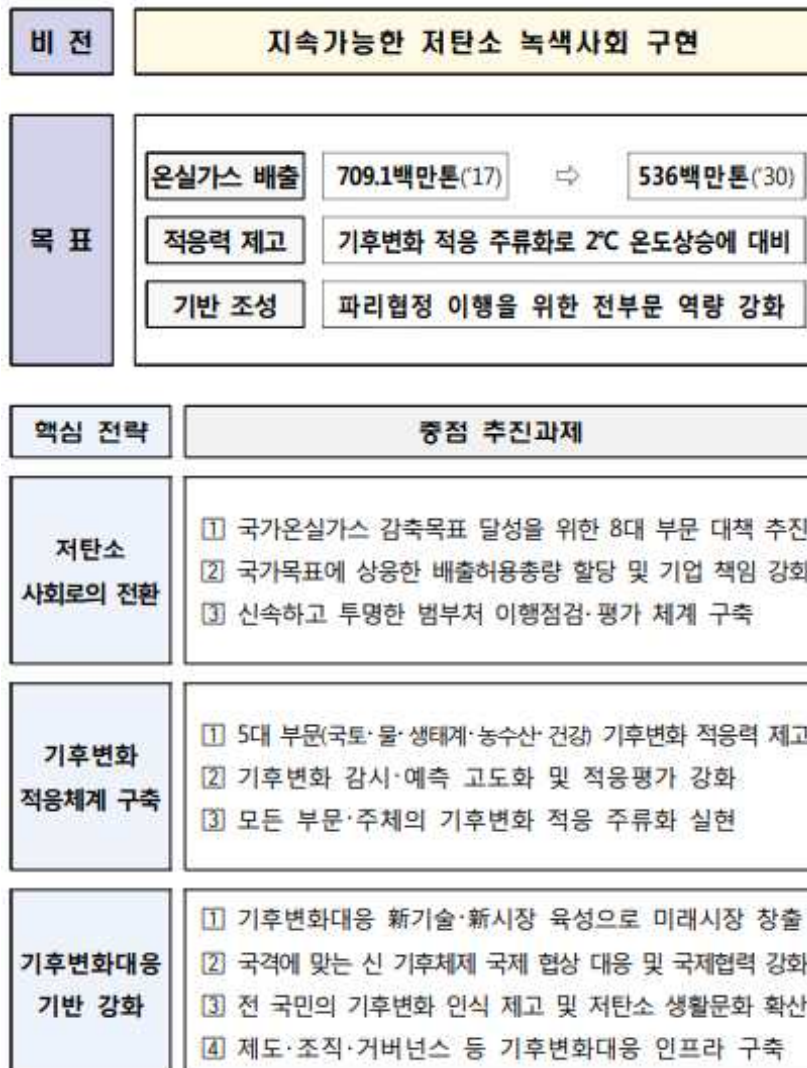 비 전
지속가능한 저탄소 녹색사회 구현
목 표
온실가스 배출 709.1백만톤('17) ⇨ 536백만톤('30)
적응력 제고 기후변화 적응 주류화로 2℃ 온도상승에 대비
기반 조성 파리협정 이행을 위한 전부문 역량 강화
핵심 전략
중점 추진과제
저탄소
사회로의 전환
1 국가온실가스 감축목표 달성을 위한 8대 부문 대책 추진
2 국가목표에 상응한 배출허용총량 할당 및 기업 책임 강화
3 신속하고 투명한 범부처 이행점검·평가 체계 구축
기후변화
적응체계 구축
1 5대 부문(국토·물·생태계·농수산·건강) 기후변화 적응력 제고
2 기후변화 감시·예측 고도화 및 적응평가 강화
3 모든 부문·주체의 기후변화 적응 주류화 실현
기후변화대응
기반 강화
1 기후변화대응 新기술·新시장 육성으로 미래시장 창출
2 국격에 맞는 신 기후체제 국제 협상 대응 및 국제협력 강화
3 전 국민의 기후변화 인식 제고 및 저탄소 생활문화 확산
4 제도·조직·거버넌스 등 기후변화대응 인프라 구축